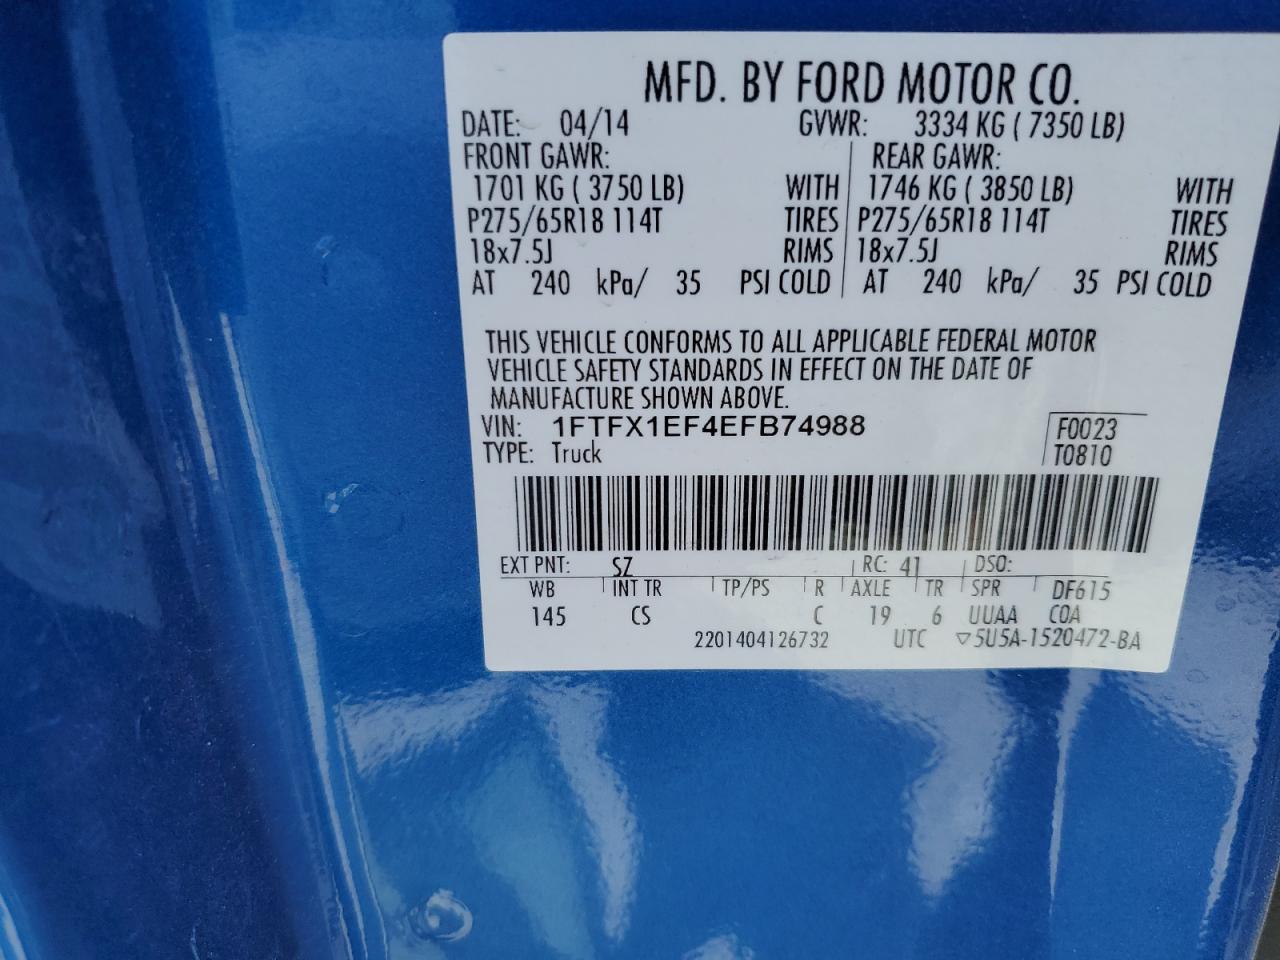 MFD. BY FORD MOTOR CO.
DATE: 04/14 GVWR: 3334 KG ( 7350 LB)
FRONT GAWR: REAR GAWR:
1701 KG ( 3750 LB) WITH 1746 KG ( 3850 LB) WITH
P275/65R18 114T TIRES P275/65R18 114T TIRES
18x7.5J RIMS 18x7.5J RIMS
AT 240 kPa/ 35 PSI COLD AT 240 kPa/ 35 PSI COLD
THIS VEHICLE CONFORMS TO ALL APPLICABLE FEDERAL MOTOR
VEHICLE SAFETY STANDARDS IN EFFECT ON THE DATE OF
MANUFACTURE SHOWN ABOVE.
VIN: 1FTFX1EF4EFB74988 F0023
TYPE: Truck T0810
EXT PNT: SZ RC: 41 DSO:
WB INT TR TP/PS R AXLE TR SPR DF615
145 CS C 19 6 UUAA COA
2201404126732 UTC ▽5U5A-1520472-BA